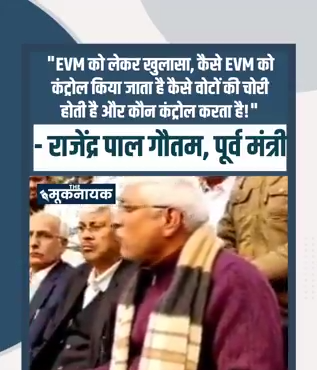 "EVM को लेकर खुलासा, कैसे EVM को
कंट्रोल किया जाता है कैसे वोटों की चोरी
होती है और कौन कंट्रोल करता है!"
- राजेंद्र पाल गौतम, पूर्व मंत्री
THE
मूकनायक